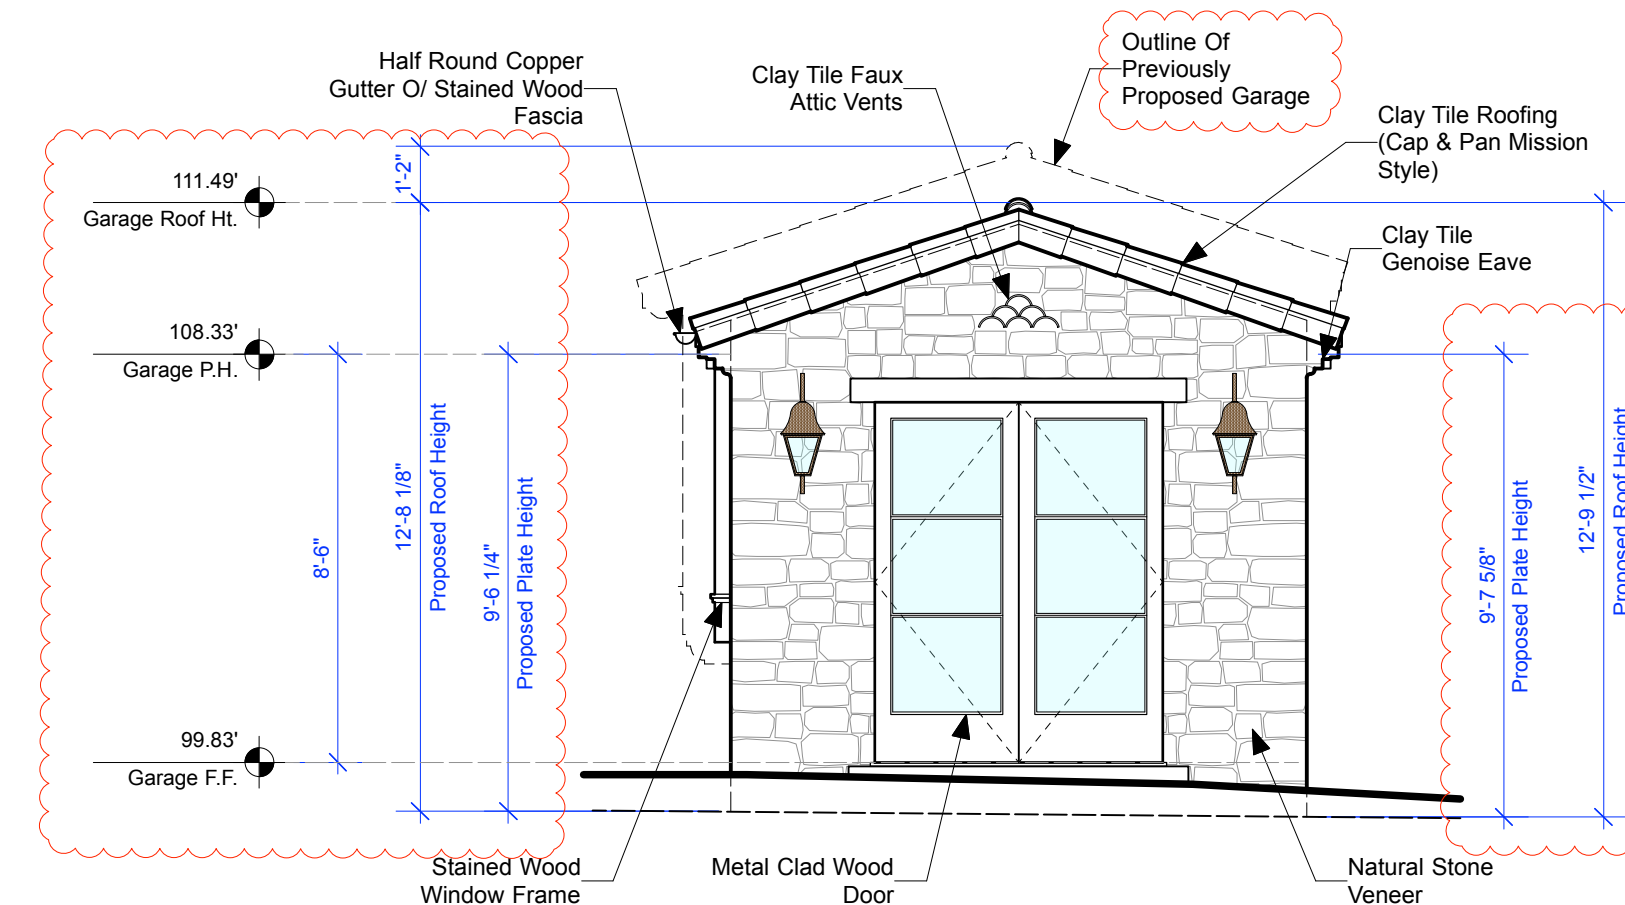 Half Round Copper
Gutter O/ Stained Wood
Fascia
Clay Tile Faux
Attic Vents
Outline Of
Previously
Proposed Garage
Clay Tile Roofing
(Cap & Pan Mission
Style)
Clay Tile
Genoise Eave
111.49'
Garage Roof Ht.
108.33'
Garage P.H.
99.83'
Garage F.F.
1'-2"
8'-6"
12'-8 1/8"
Proposed Roof Height
9'-6 1/4"
Proposed Plate Height
9'-7 5/8"
Proposed Plate Height
12'-9 1/2"
Proposed Roof Height
Stained Wood
Window Frame
Metal Clad Wood
Door
Natural Stone
Veneer